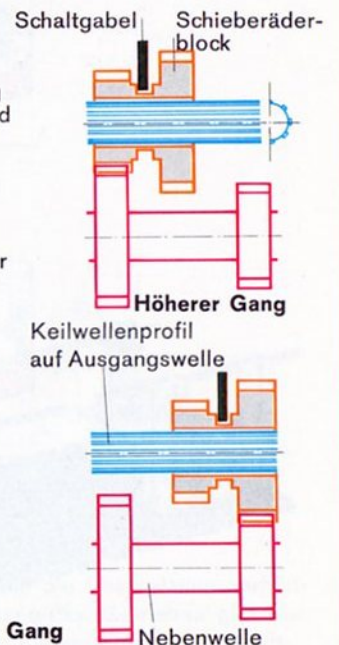 Schaltgabel
Schieberäder-
block
d
r
Höherer Gang
Keilwellenprofil
auf Ausgangswelle
Gang
Nebenwelle